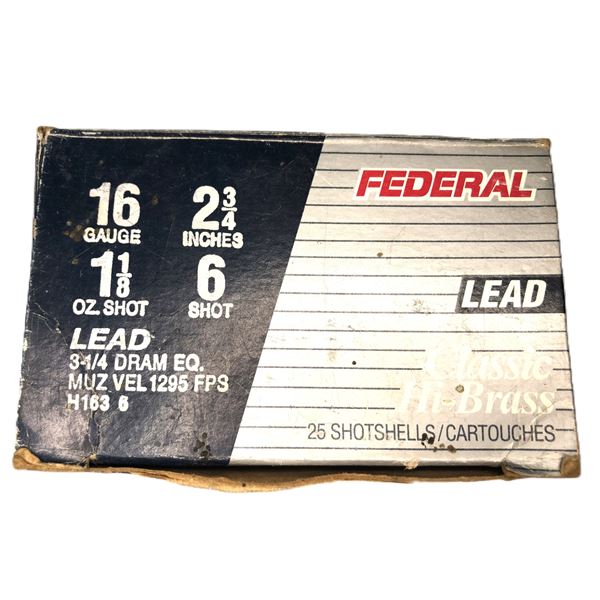 16 2 3/4
GAUGE INCHES
1 1/8 6
OZ. SHOT SHOT
LEAD
3-1/4 DRAM EQ.
MUZ VEL 1295 FPS
H163 6
FEDERAL
LEAD
Classic
Hi-Brass
25 SHOTSHELLS/CARTOUCHES